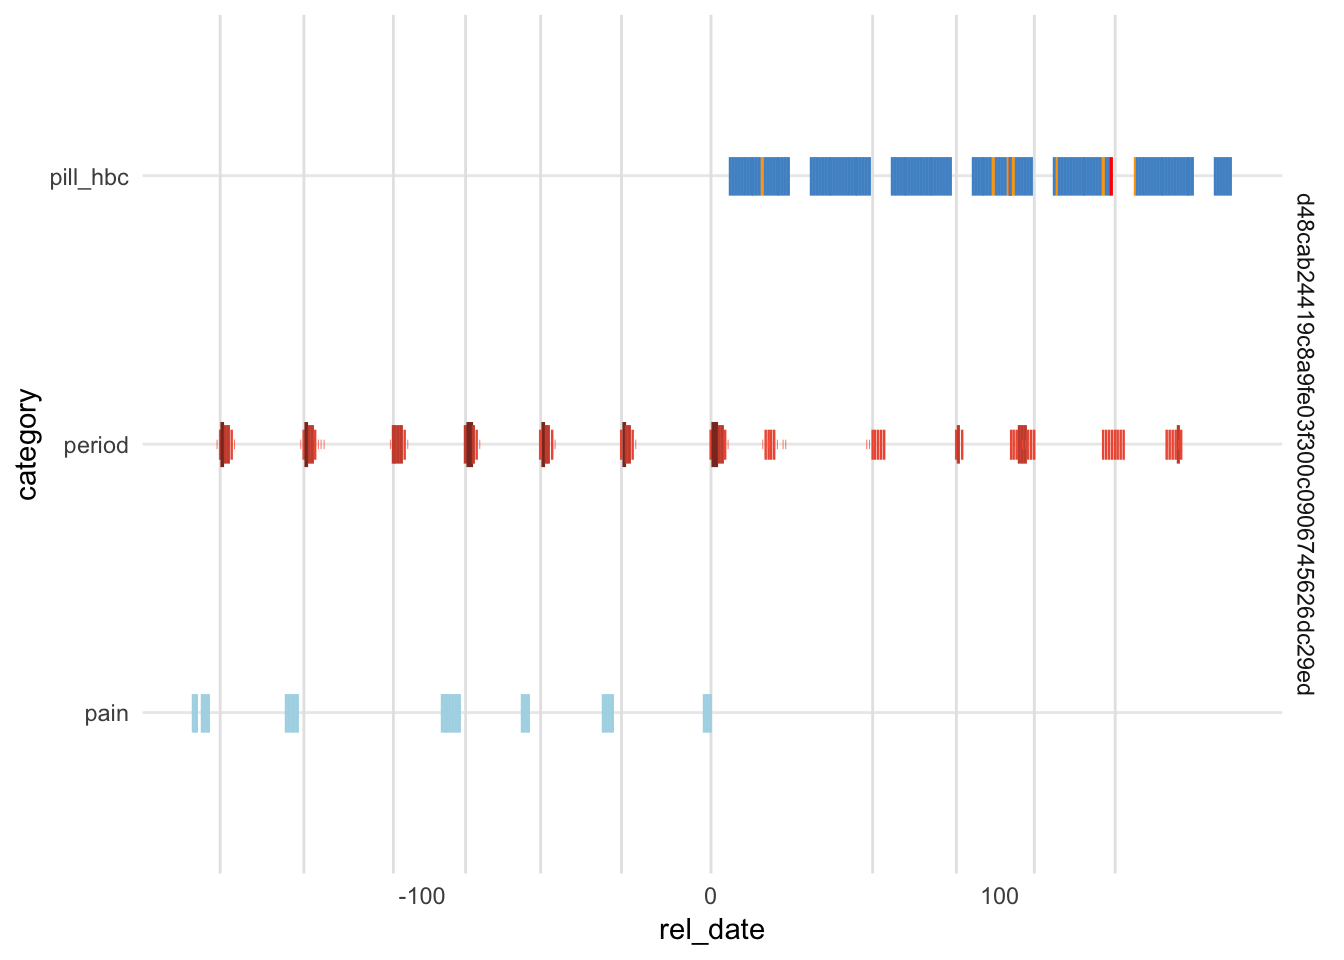 pill_hbc
period
pain
category
-100 0 100
rel_date
d48cab24419c8a9fe03f300c0906745626dc29ed